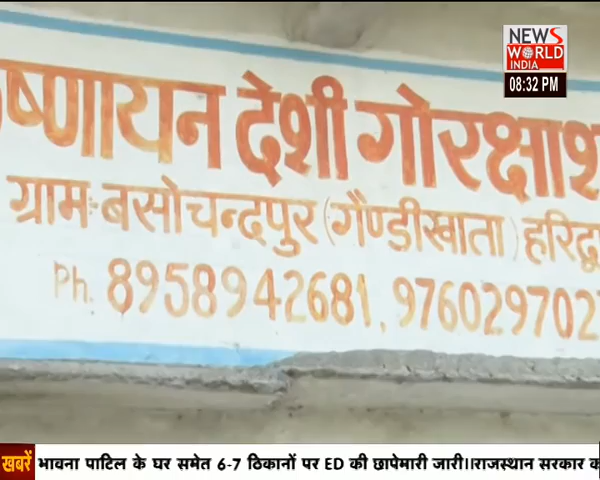 NEWS
WORLD
INDIA
08:32 PM
ष्णायन देशी गोरक्षाश
ग्रामः-बसोचन्दपुर (गैण्डीखाता) हरिद्वा
Ph. 8958942681, 976029702
खबरें भावना पाटिल के घर समेत 6-7 ठिकानों पर ED की छापेमारी जारी।।राजस्थान सरकार क